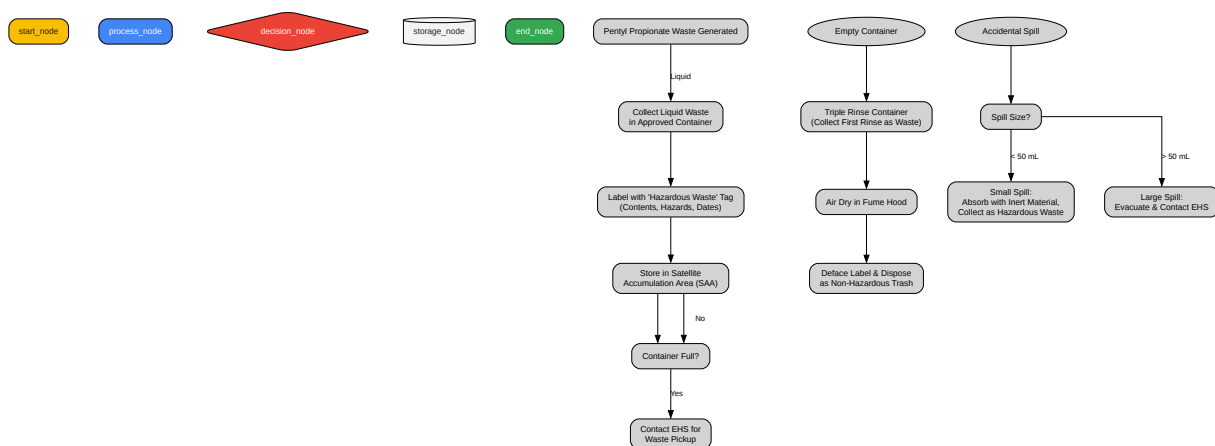 start_node
process_node
decision_node
storage_node
end_node
Pentyl Propionate Waste Generated
Liquid
Collect Liquid Waste
in Approved Container
Label with 'Hazardous Waste' Tag
(Contents, Hazards, Dates)
Store in Satellite
Accumulation Area (SAA)
No
Container Full?
Yes
Contact EHS for
Waste Pickup
Empty Container
Triple Rinse Container
(Collect First Rinse as Waste)
Air Dry in Fume Hood
Deface Label & Dispose
as Non-Hazardous Trash
Accidental Spill
Spill Size?
< 50 mL
> 50 mL
Small Spill:
Absorb with Inert Material,
Collect as Hazardous Waste
Large Spill:
Evacuate & Contact EHS